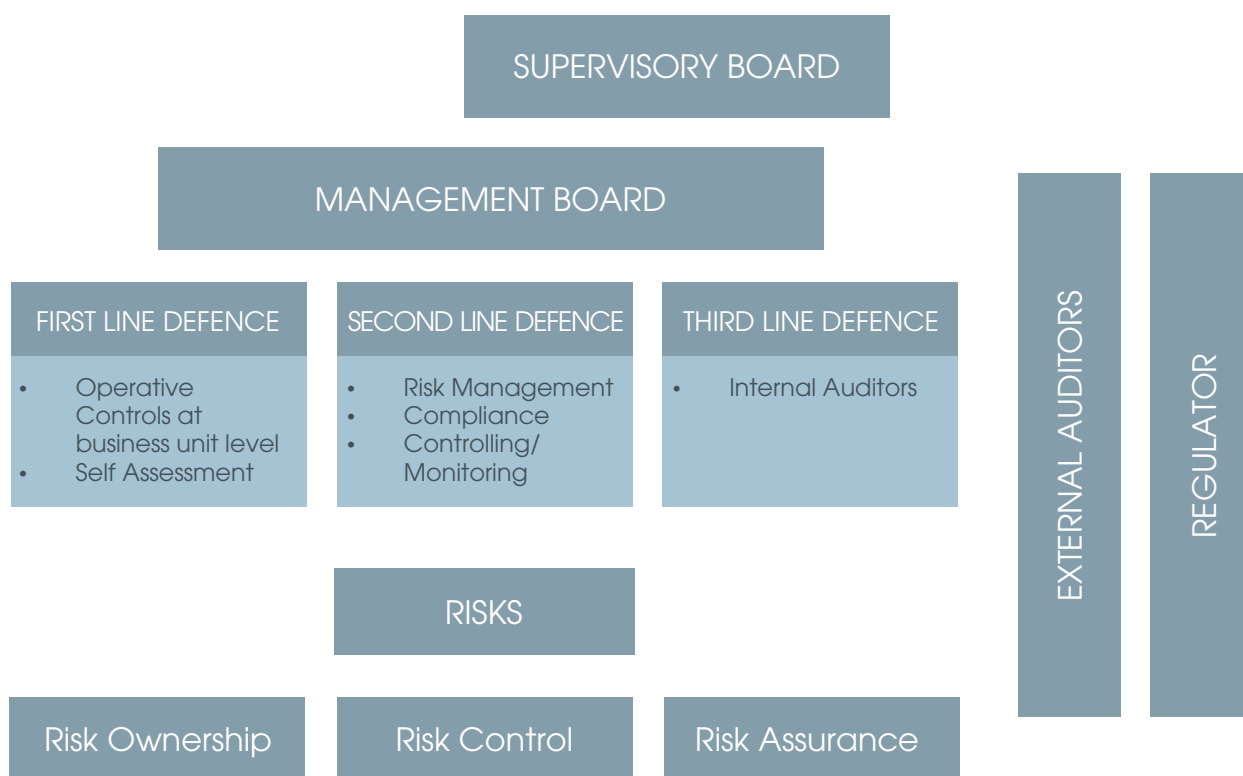 SUPERVISORY BOARD
MANAGEMENT BOARD
FIRST LINE DEFENCE
• Operative
Controls at
business unit level
• Self Assessment
SECOND LINE DEFENCE
• Risk Management
• Compliance
• Controlling/
Monitoring
THIRD LINE DEFENCE
• Internal Auditors
RISKS
Risk Ownership
Risk Control
Risk Assurance
EXTERNAL AUDITORS
REGULATOR